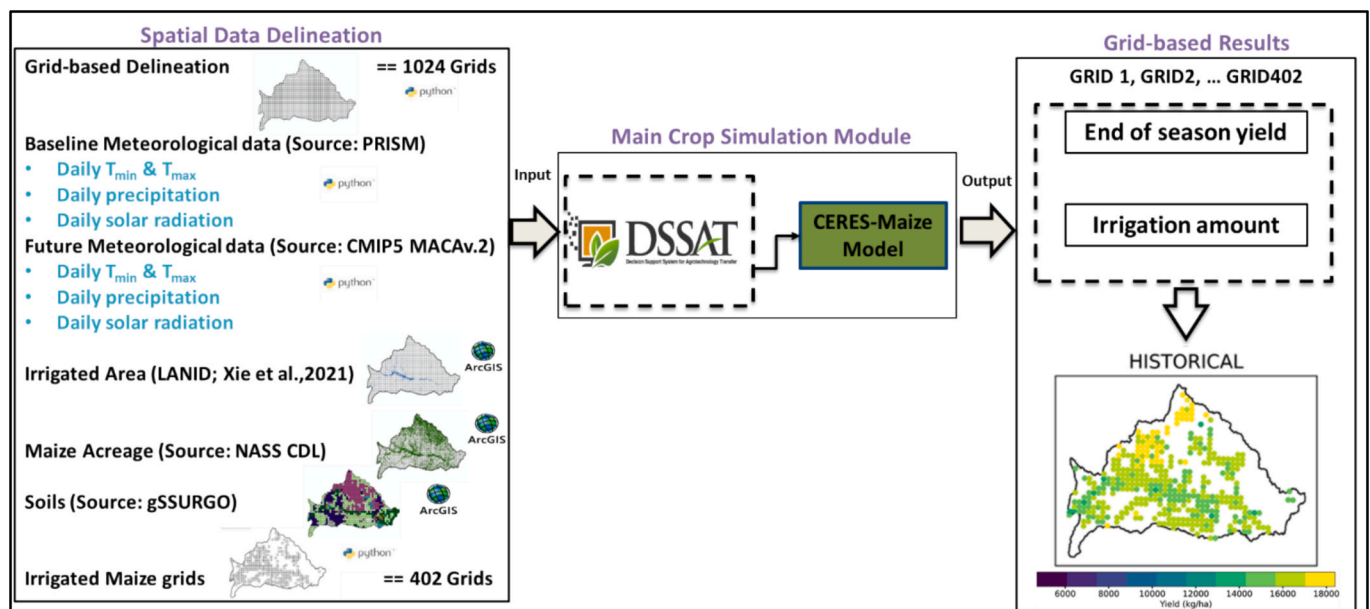 Spatial Data Delineation
Grid-based Delineation == 1024 Grids
python
Baseline Meteorological data (Source: PRISM)
• Daily Tmin & Tmax
• Daily precipitation
• Daily solar radiation
python
Future Meteorological data (Source: CMIP5 MACAv.2)
• Daily Tmin & Tmax
• Daily precipitation
• Daily solar radiation
python
Irrigated Area (LANID; Xie et al.,2021)
ArcGIS
Maize Acreage (Source: NASS CDL)
ArcGIS
Soils (Source: gSSURGO)
ArcGIS
python
Irrigated Maize grids == 402 Grids
Input
Main Crop Simulation Module
DSSAT
Decision Support System for Agrotechnology Transfer
CERES-Maize
Model
Output
Grid-based Results
GRID 1, GRID2, ... GRID402
End of season yield
Irrigation amount
HISTORICAL
6000 8000 10000 12000 14000 16000 18000
Yield (kg/ha)